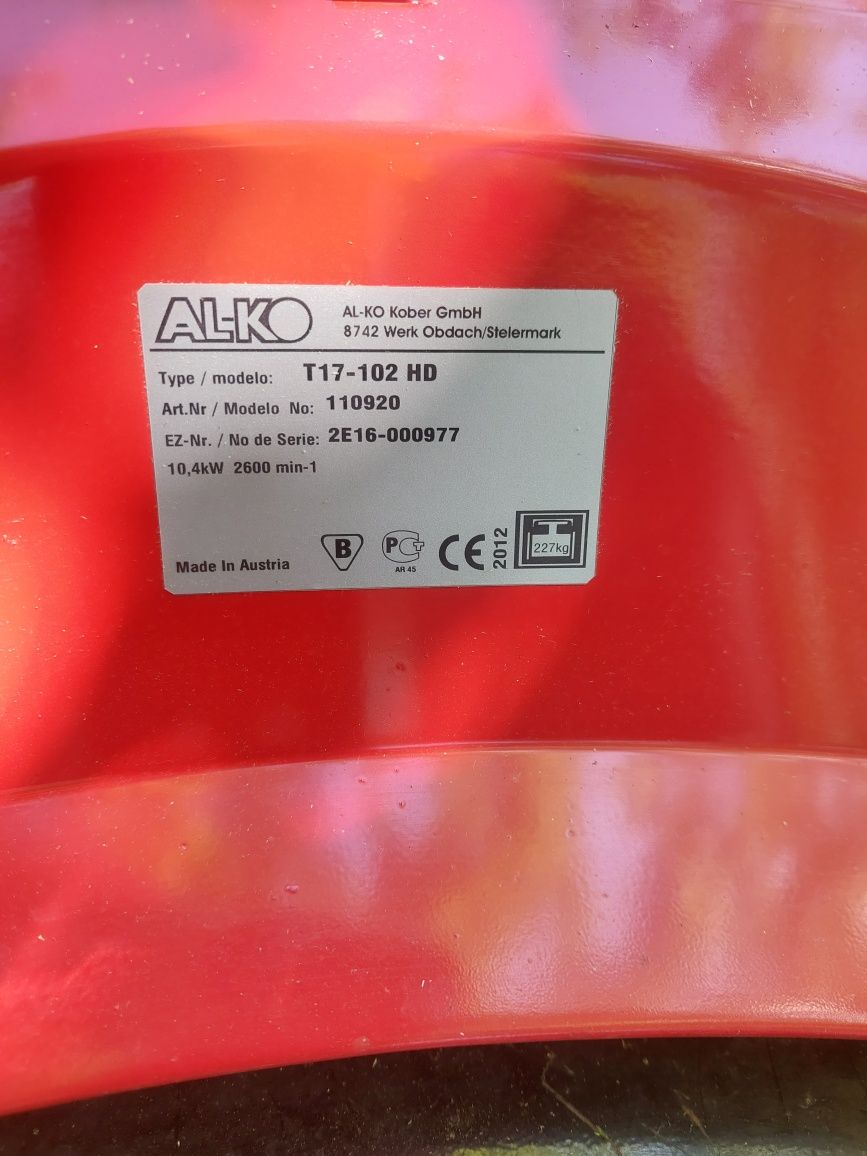 AL-KO
AL-KO Kober GmbH
8742 Werk Obdach/Steiermark
Type / modelo: T17-102 HD
Art.Nr / Modelo No: 110920
EZ-Nr. / No de Serie: 2E16-000977
10,4kW 2600 min-1
Made In Austria
B
PCT
AR 45
CE
2012
227kg